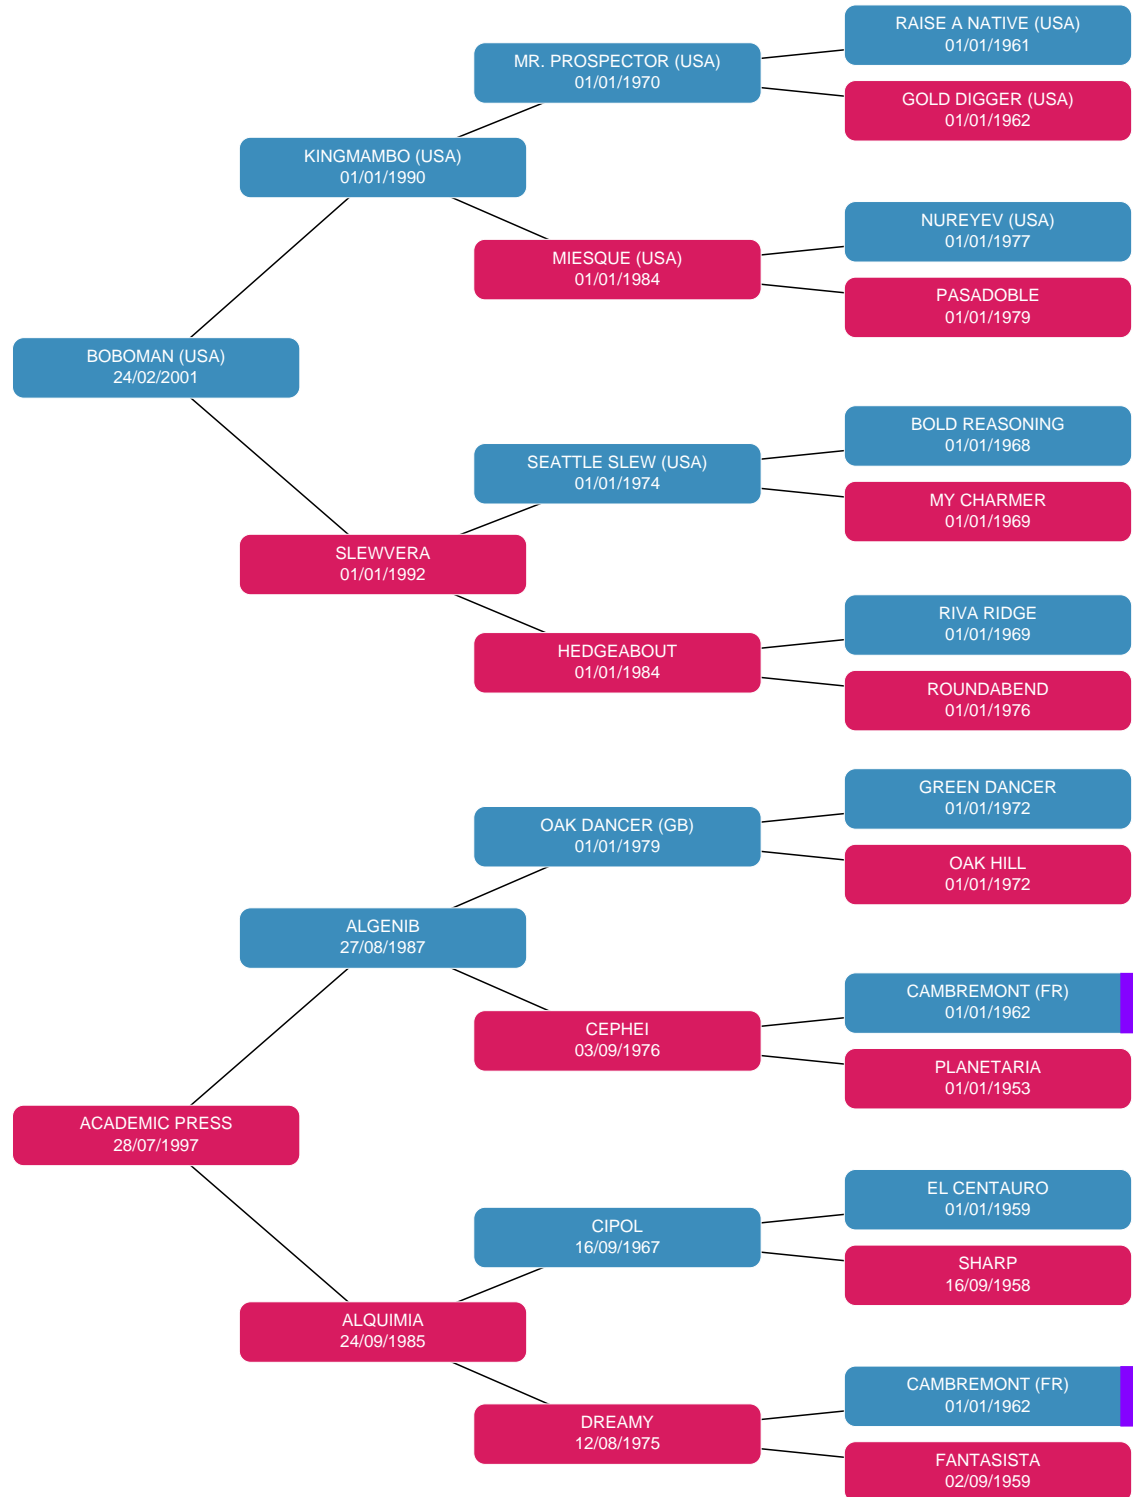 RAISE A NATIVE (USA)
01/01/1961
MR. PROSPECTOR (USA)
01/01/1970
GOLD DIGGER (USA)
01/01/1962
KINGMAMBO (USA)
01/01/1990
NUREYEV (USA)
01/01/1977
MIESQUE (USA)
01/01/1984
PASADOBLE
01/01/1979
BOBOMAN (USA)
24/02/2001
BOLD REASONING
01/01/1968
SEATTLE SLEW (USA)
01/01/1974
MY CHARMER
01/01/1969
SLEWVERA
01/01/1992
RIVA RIDGE
01/01/1969
HEDGEABOUT
01/01/1984
ROUNDABEND
01/01/1976
GREEN DANCER
01/01/1972
OAK DANCER (GB)
01/01/1979
OAK HILL
01/01/1972
ALGENIB
27/08/1987
CAMBREMONT (FR)
01/01/1962
CEPHEI
03/09/1976
PLANETARIA
01/01/1953
ACADEMIC PRESS
28/07/1997
EL CENTAURO
01/01/1959
CIPOL
16/09/1967
SHARP
16/09/1958
ALQUIMIA
24/09/1985
CAMBREMONT (FR)
01/01/1962
DREAMY
12/08/1975
FANTASISTA
02/09/1959